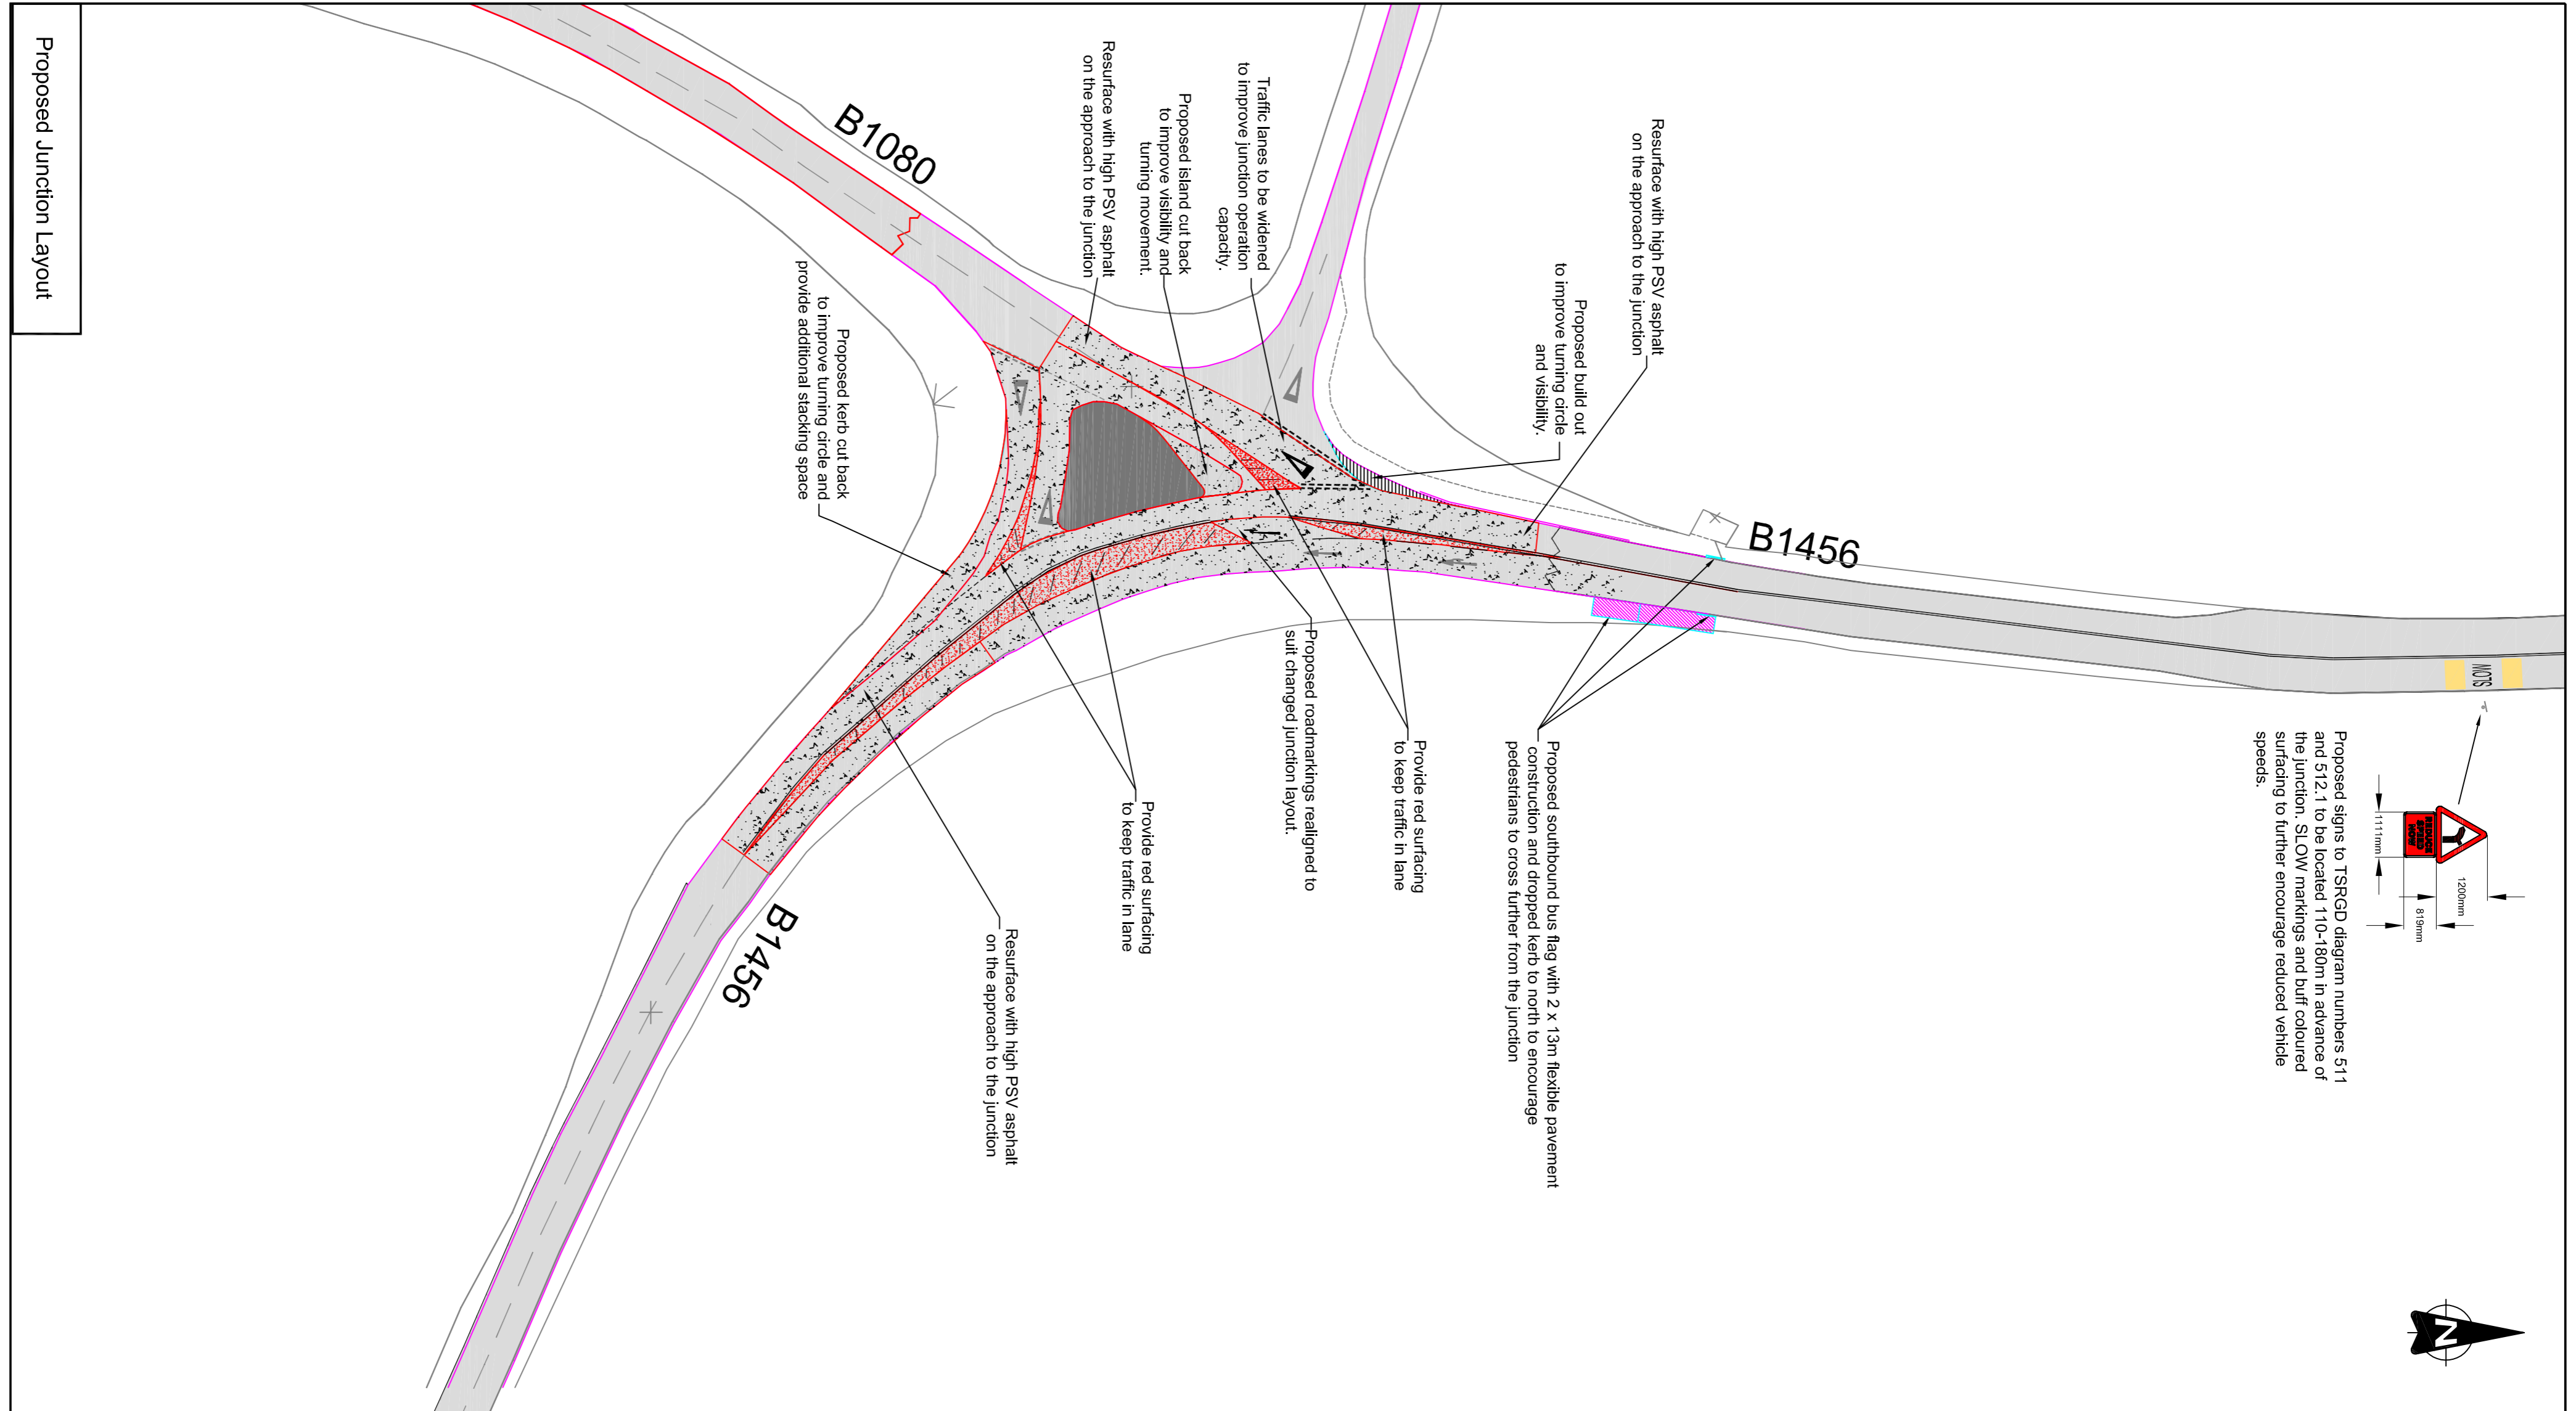 Proposed Junction Layout
B1080
Resurface with high PSV asphalt
on the approach to the junction
Proposed island cut back
to improve visibility and
turning movement.
Traffic lanes to be widened
to improve junction operation
capacity.
Resurface with high PSV asphalt
on the approach to the junction
Proposed build out
to improve turning circle
and visibility.
Proposed kerb cut back
to improve turning circle and
provide additional stacking space
B1456
SLOW
Proposed signs to TSRGD diagram numbers 511
and 512.1 to be located 110-180m in advance of
the junction. SLOW markings and buff coloured
surfacing to further encourage reduced vehicle
speeds.
REDUCE
SPEED
NOW
1111mm
1200mm
819mm
Proposed southbound bus flag with 2 x 13m flexible pavement
construction and dropped kerb to north to encourage
pedestrians to cross further from the junction
Provide red surfacing
to keep traffic in lane
Proposed roadmarkings realigned to
suit changed junction layout.
Provide red surfacing
to keep traffic in lane
Resurface with high PSV asphalt
on the approach to the junction
B1456
N